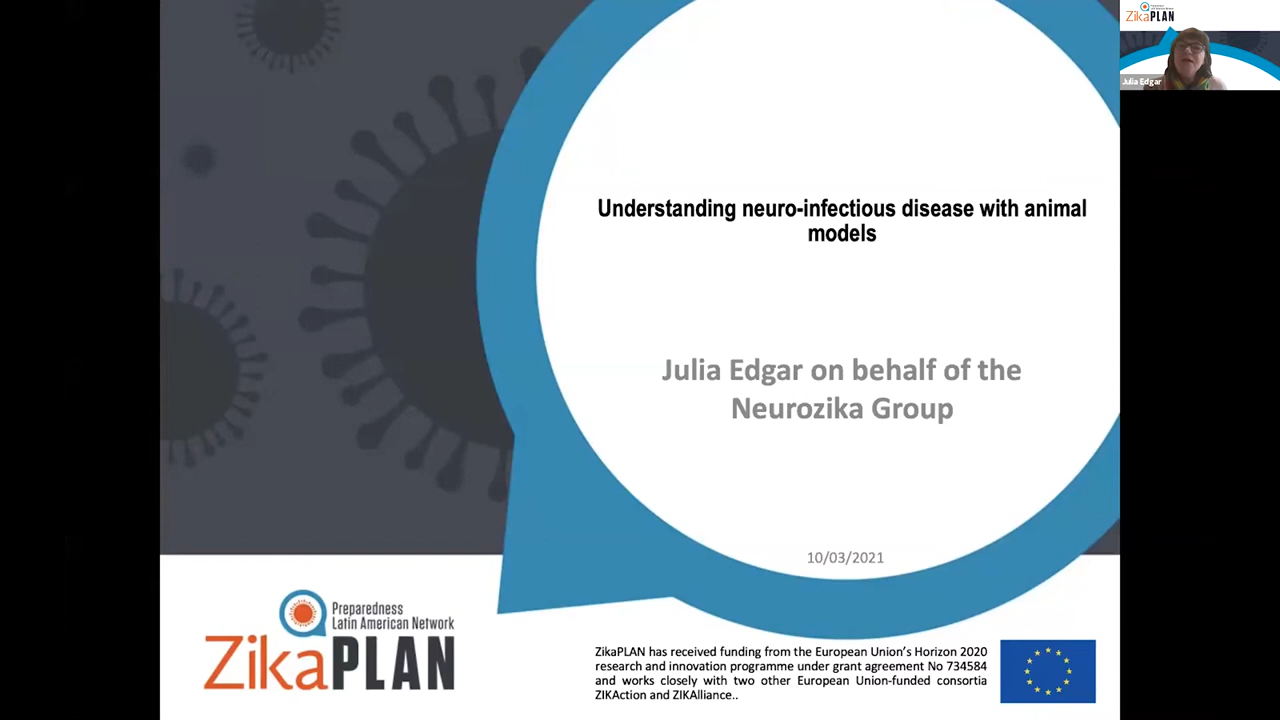 Understanding neuro-infectious disease with animal
models
Julia Edgar on behalf of the
Neurozika Group
10/03/2021
Preparedness
Latin American Network
ZikaPLAN
ZikaPLAN has received funding from the European Union's Horizon 2020
research and innovation programme under grant agreement No 734584
and works closely with two other European Union-funded consortia
ZIKAction and ZIKAlliance..
ZikaPLAN
Julia Edgar